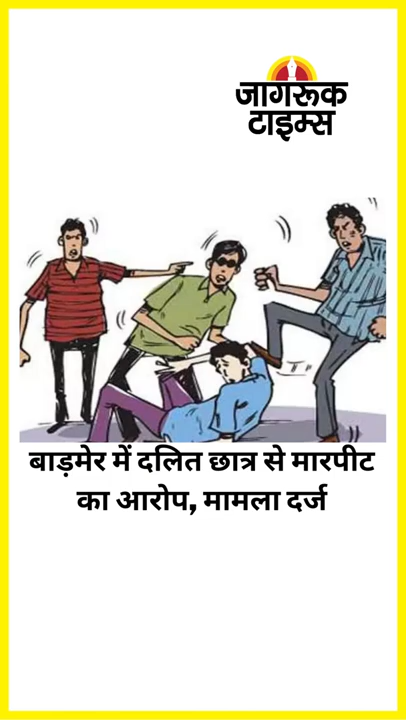 जागरूक
टाइम्स
बाड़मेर में दलित छात्र से मारपीट
का आरोप, मामला दर्ज